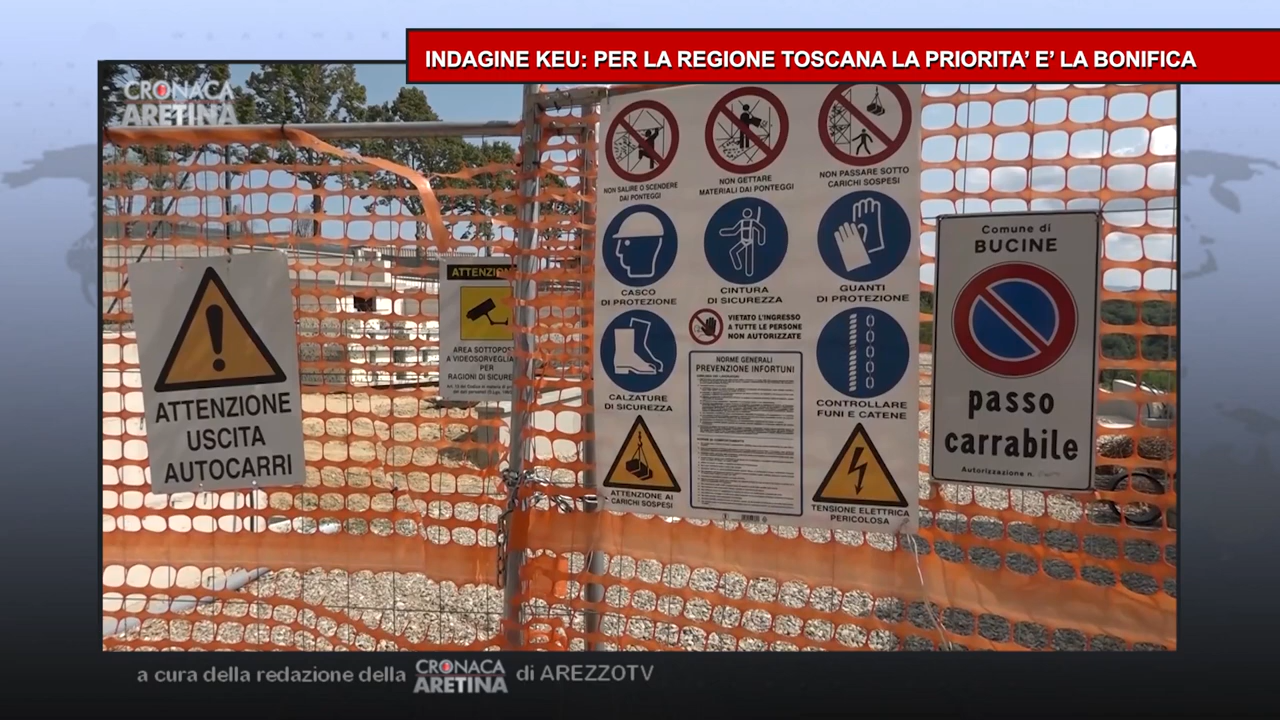 INDAGINE KEU: PER LA REGIONE TOSCANA LA PRIORITA' E' LA BONIFICA
CRONACA
ARETINA
NON SALIRE O SCENDERE
DAI PONTEGGI
NON GETTARE
MATERIALI DAI PONTEGGI
NON PASSARE SOTTO
CARICHI SOSPESI
CASCO
DI PROTEZIONE
CINTURA
DI SICUREZZA
GUANTI
DI PROTEZIONE
VIETATO L'INGRESSO
A TUTTE LE PERSONE
NON AUTORIZZATE
CALZATURE
DI SICUREZZA
NORME GENERALI
PREVENZIONE INFORTUNI
CONTROLLARE
FUNI E CATENE
ATTENZIONE AI
CARICHI SOSPESI
TENSIONE ELETTRICA
PERICOLOSA
ATTENZIONE
USCITA
AUTOCARRI
ATTENZION
AREA SOTTOPOS
A VIDEOSORVEGLIA
PER
RAGIONI DI SICURE
Comune di
BUCINE
passo
carrabile
Autorizzazione n.
a cura della redazione della CRONACA ARETINA di AREZZOTV